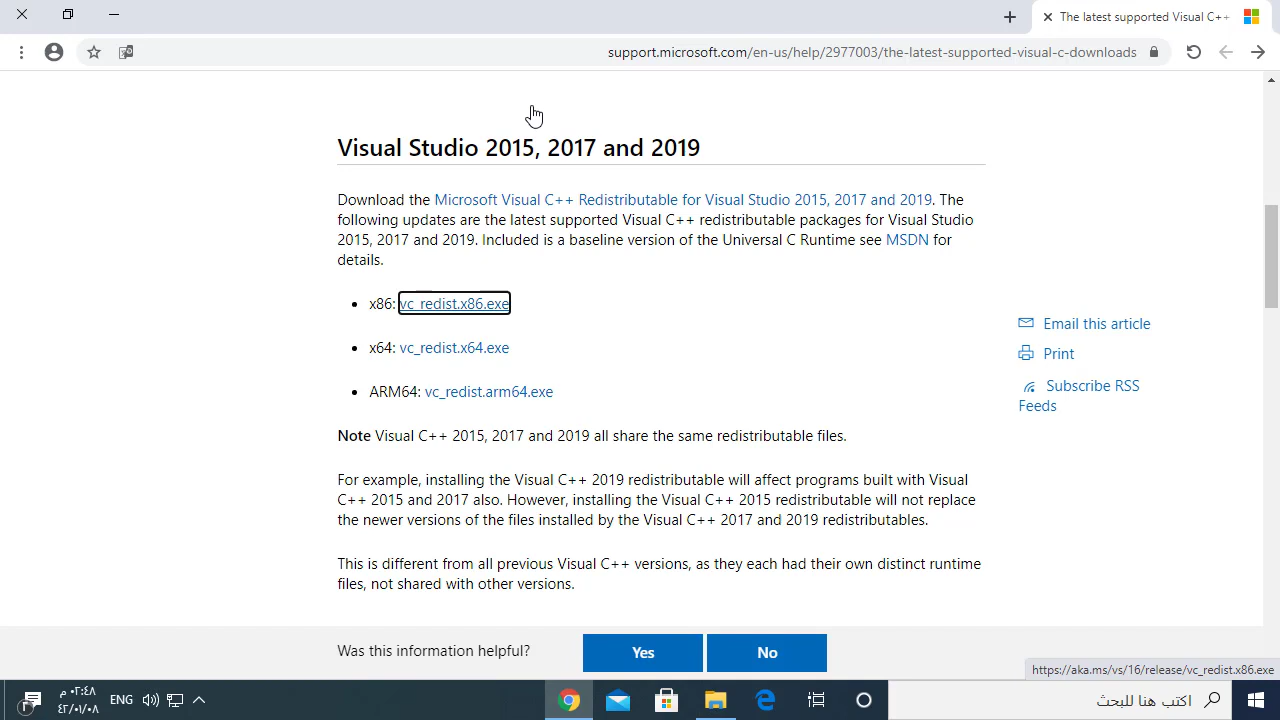 The latest supported Visual C++
support.microsoft.com/en-us/help/2977003/the-latest-supported-visual-c-downloads
Visual Studio 2015, 2017 and 2019
Download the Microsoft Visual C++ Redistributable for Visual Studio 2015, 2017 and 2019. The
following updates are the latest supported Visual C++ redistributable packages for Visual Studio
2015, 2017 and 2019. Included is a baseline version of the Universal C Runtime see MSDN for
details.
x86: vc_redist.x86.exe
x64: vc_redist.x64.exe
ARM64: vc_redist.arm64.exe
Note Visual C++ 2015, 2017 and 2019 all share the same redistributable files.
For example, installing the Visual C++ 2019 redistributable will affect programs built with Visual
C++ 2015 and 2017 also. However, installing the Visual C++ 2015 redistributable will not replace
the newer versions of the files installed by the Visual C++ 2017 and 2019 redistributables.
This is different from all previous Visual C++ versions, as they each had their own distinct runtime
files, not shared with other versions.
Email this article
Print
Subscribe RSS
Feeds
Was this information helpful?
Yes
No
https://aka.ms/vs/16/release/vc_redist.x86.exe
اكتب هنا للبحث
ENG
٠٢:٤٨ م
٤٢/٠١/٠٨